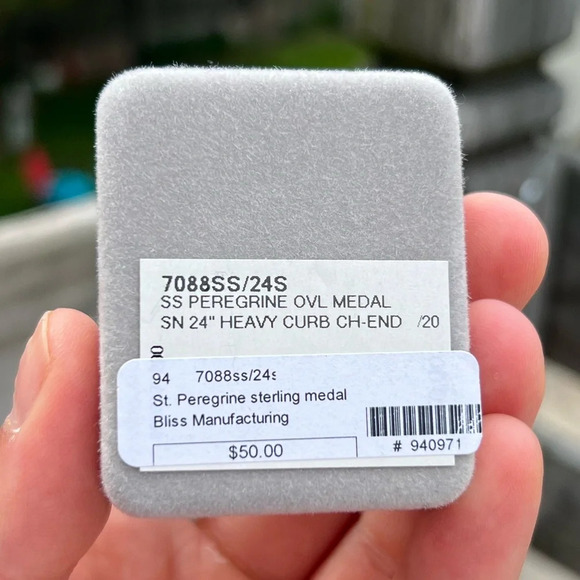 7088SS/24S
SS PEREGRINE OVL MEDAL
SN 24" HEAVY CURB CH-END /20
94 7088ss/24s
St. Peregrine sterling medal
Bliss Manufacturing
$50.00
# 940971